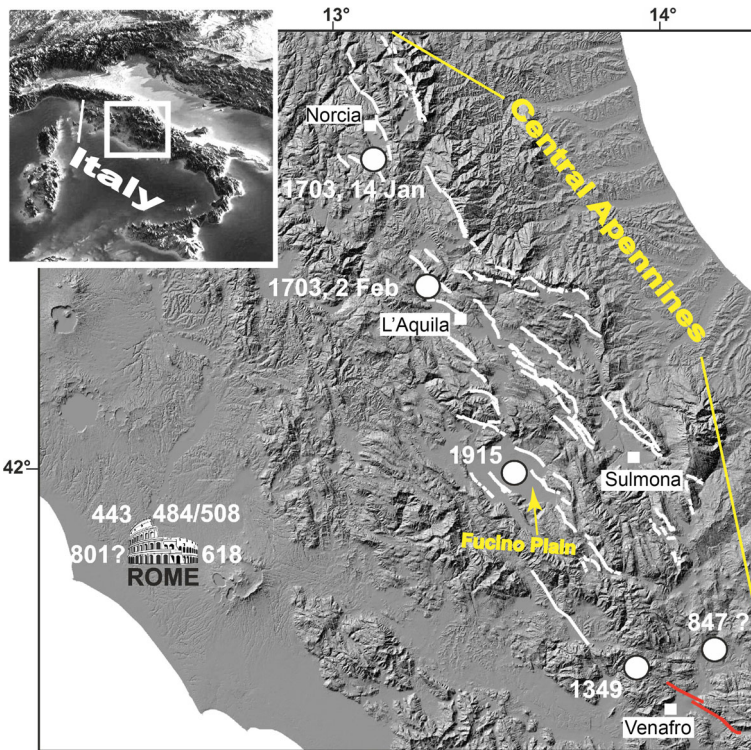 13°
14°
Italy
Central Apennines
Norcia
1703, 14 Jan
1703, 2 Feb
L'Aquila
42°
1915
Sulmona
Fucino Plain
443
484/508
801?
618
ROME
847 ?
1349
Venafro